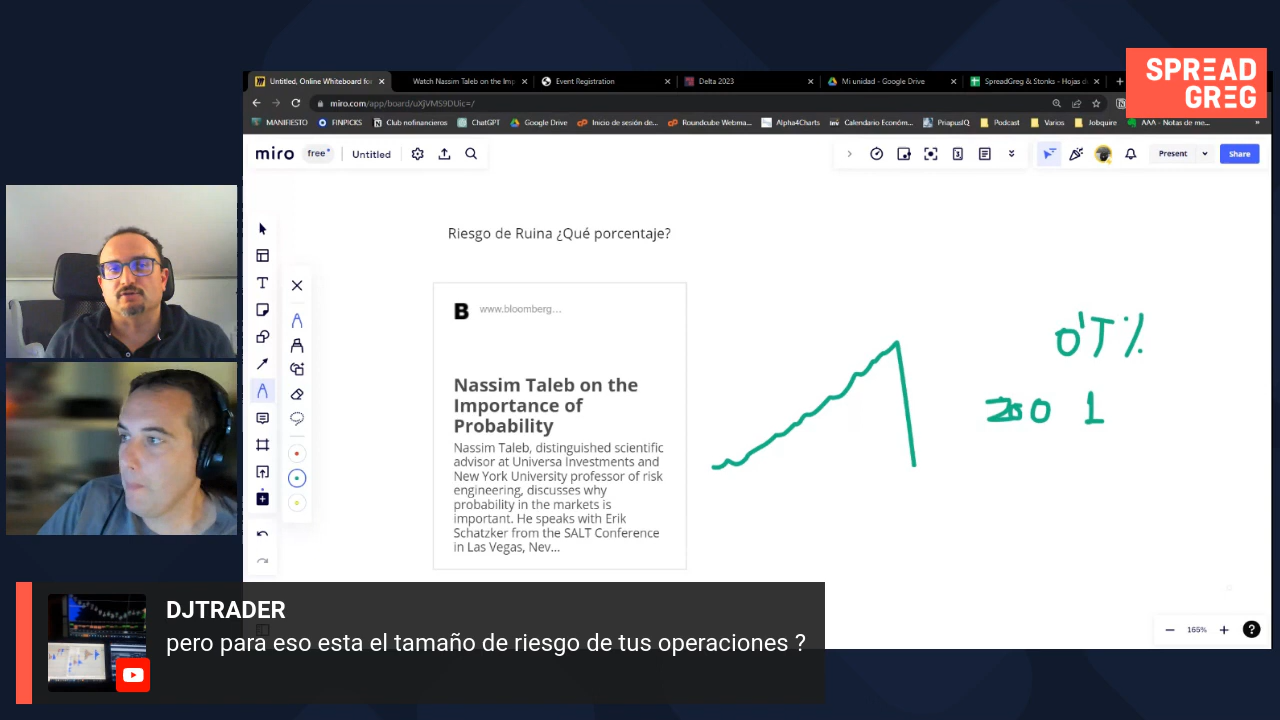 SPREAD
GREG
Untitled, Online Whiteboard for
Watch Nassim Taleb on the Imp
Event Registration
Delta 2023
Mi unidad - Google Drive
SpreadGreg & Stonks - Hojas d
miro.com/app/board/uXjVMS9DUic=/
MANIFIESTO
FINPICKS
Club nofinancieros
ChatGPT
Google Drive
Inicio de sesión de...
Roundcube Webma...
Alpha4Charts
Calendario Económ...
PriapusIQ
Podcast
Varios
Jobquire
AAA - Notas de me...
miro
free
Untitled
Present
Share
Riesgo de Ruina ¿Qué porcentaje?
B
www.bloomberg...
Nassim Taleb on the
Importance of
Probability
Nassim Taleb, distinguished scientific
advisor at Universa Investments and
New York University professor of risk
engineering, discusses why
probability in the markets is
important. He speaks with Erik
Schatzker from the SALT Conference
in Las Vegas, Nev...
1
165%
DJTRADER
pero para eso esta el tamaño de riesgo de tus operaciones ?